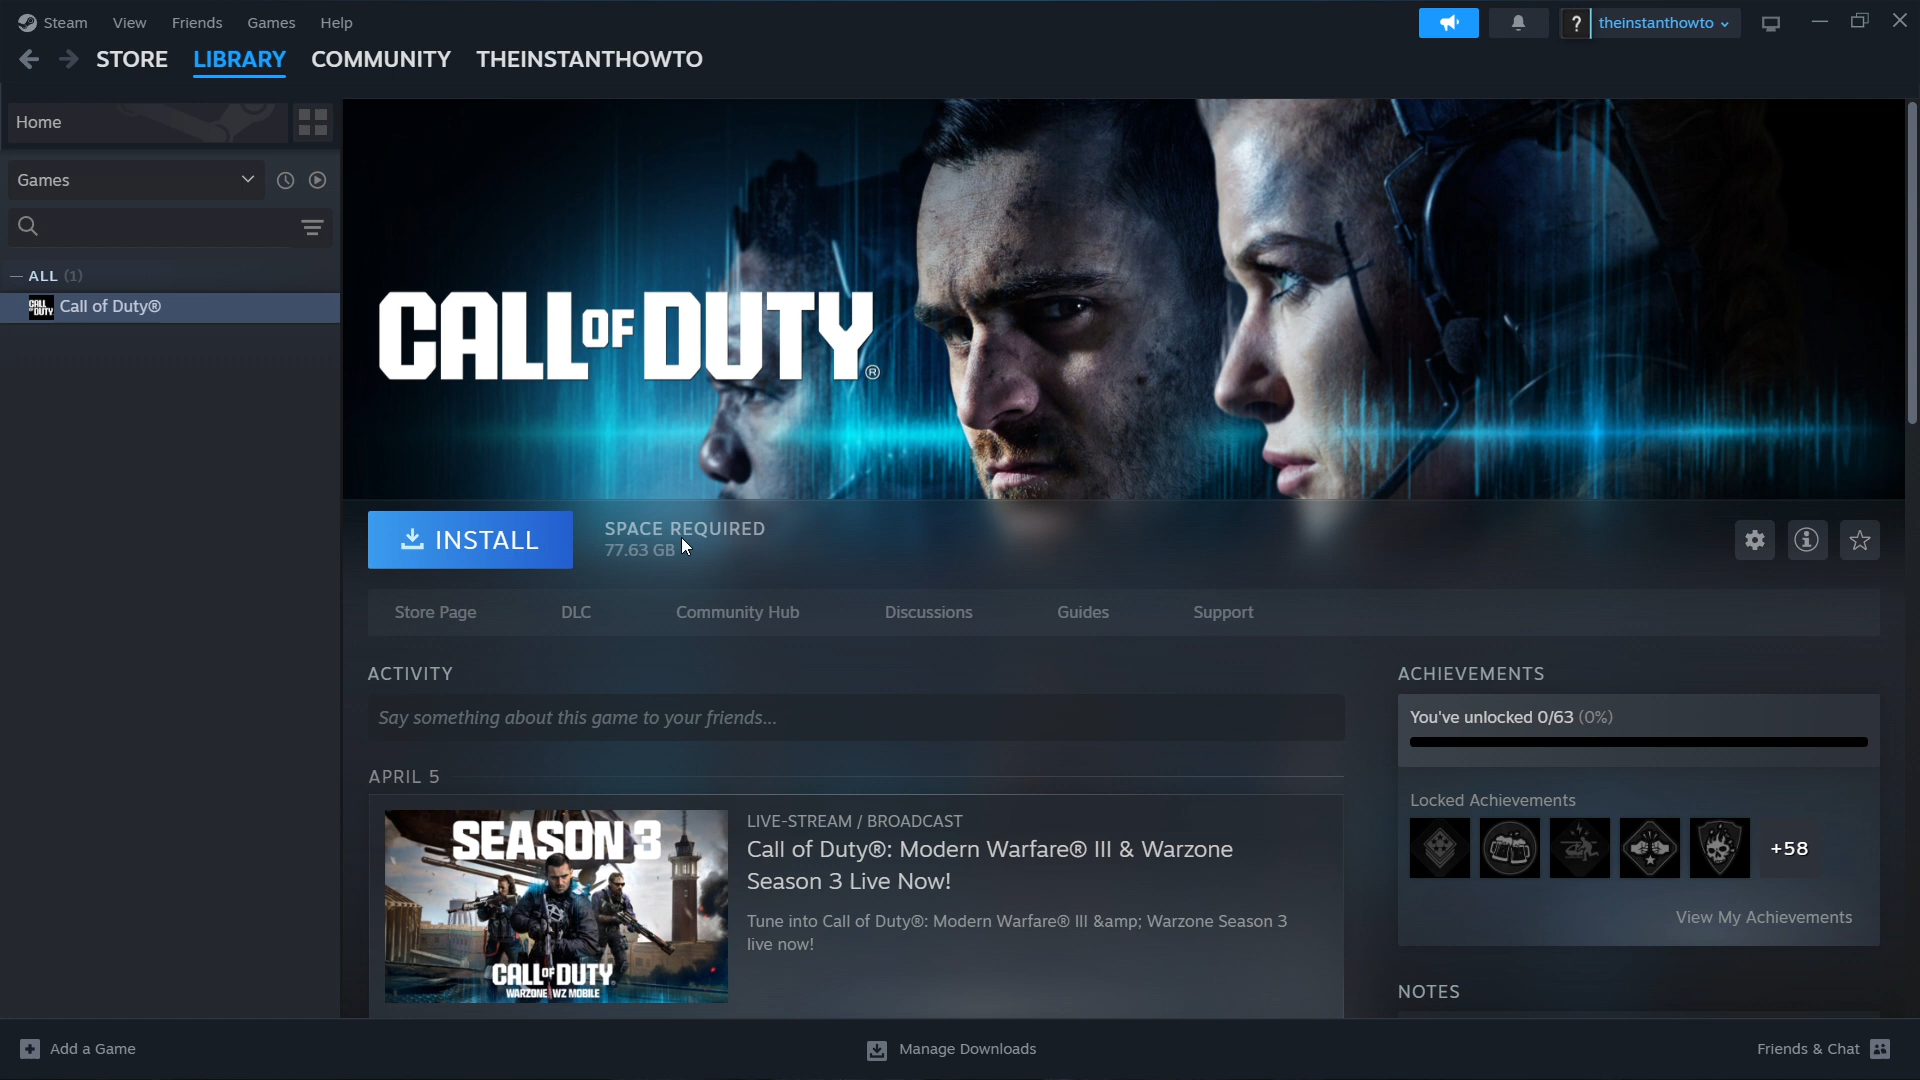 Steam View Friends Games Help
? theinstanthowto
STORE LIBRARY COMMUNITY THEINSTANTHOWTO
Home
Games
— ALL (1)
CALL OF DUTY Call of Duty®
CALL OF DUTY®
INSTALL
SPACE REQUIRED
77.63 GB
Store Page DLC Community Hub Discussions Guides Support
ACTIVITY
Say something about this game to your friends...
APRIL 5
SEASON 3
CALL OF DUTY
WARZONE WZ MOBILE
LIVE-STREAM / BROADCAST
Call of Duty®: Modern Warfare® III & Warzone
Season 3 Live Now!
Tune into Call of Duty®: Modern Warfare® III &amp; Warzone Season 3
live now!
ACHIEVEMENTS
You've unlocked 0/63 (0%)
Locked Achievements
+58
View My Achievements
NOTES
Add a Game
Manage Downloads
Friends & Chat